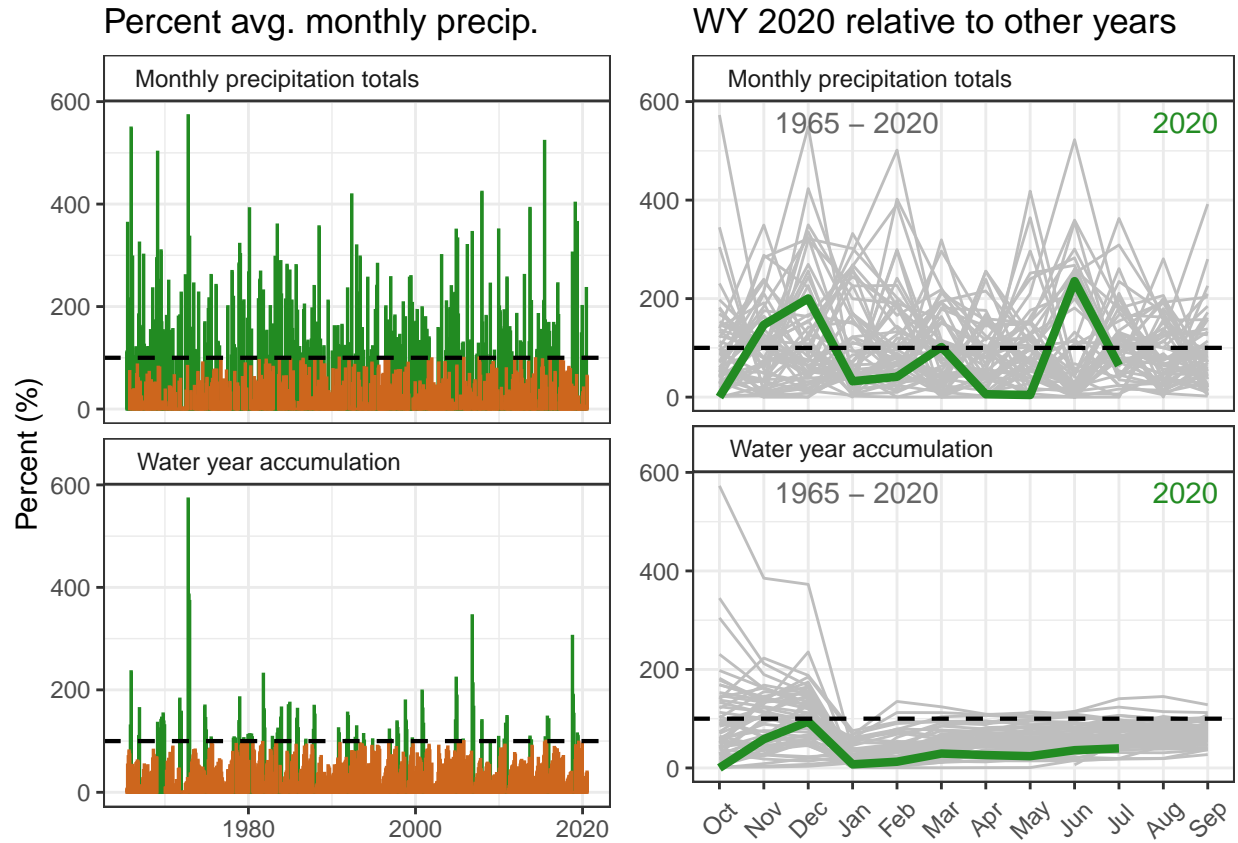 Percent avg. monthly precip.
Monthly precipitation totals
600
400
200
0
Water year accumulation
600
400
200
0
1980
2000
2020
Percent (%)
WY 2020 relative to other years
Monthly precipitation totals
1965 – 2020
2020
600
400
200
0
Water year accumulation
1965 – 2020
2020
600
400
200
0
Oct
Nov
Dec
Jan
Feb
Mar
Apr
May
Jun
Jul
Aug
Sep